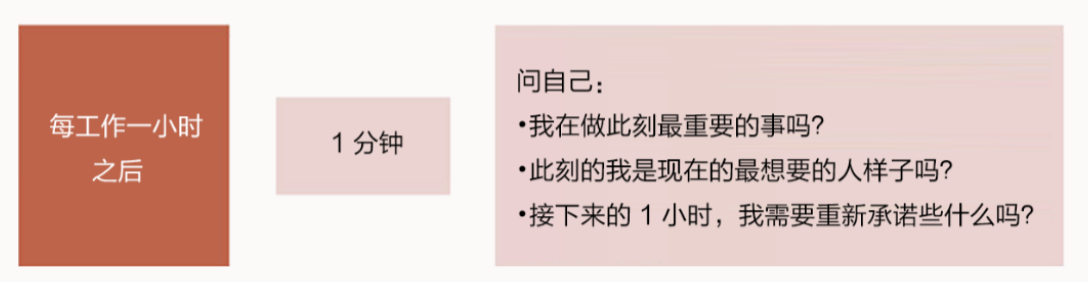 每工作一小时
之后
1 分钟
问自己：
•我在做此刻最重要的事吗？
•此刻的我是现在的最想要的人样子吗？
•接下来的 1 小时，我需要重新承诺些什么吗？